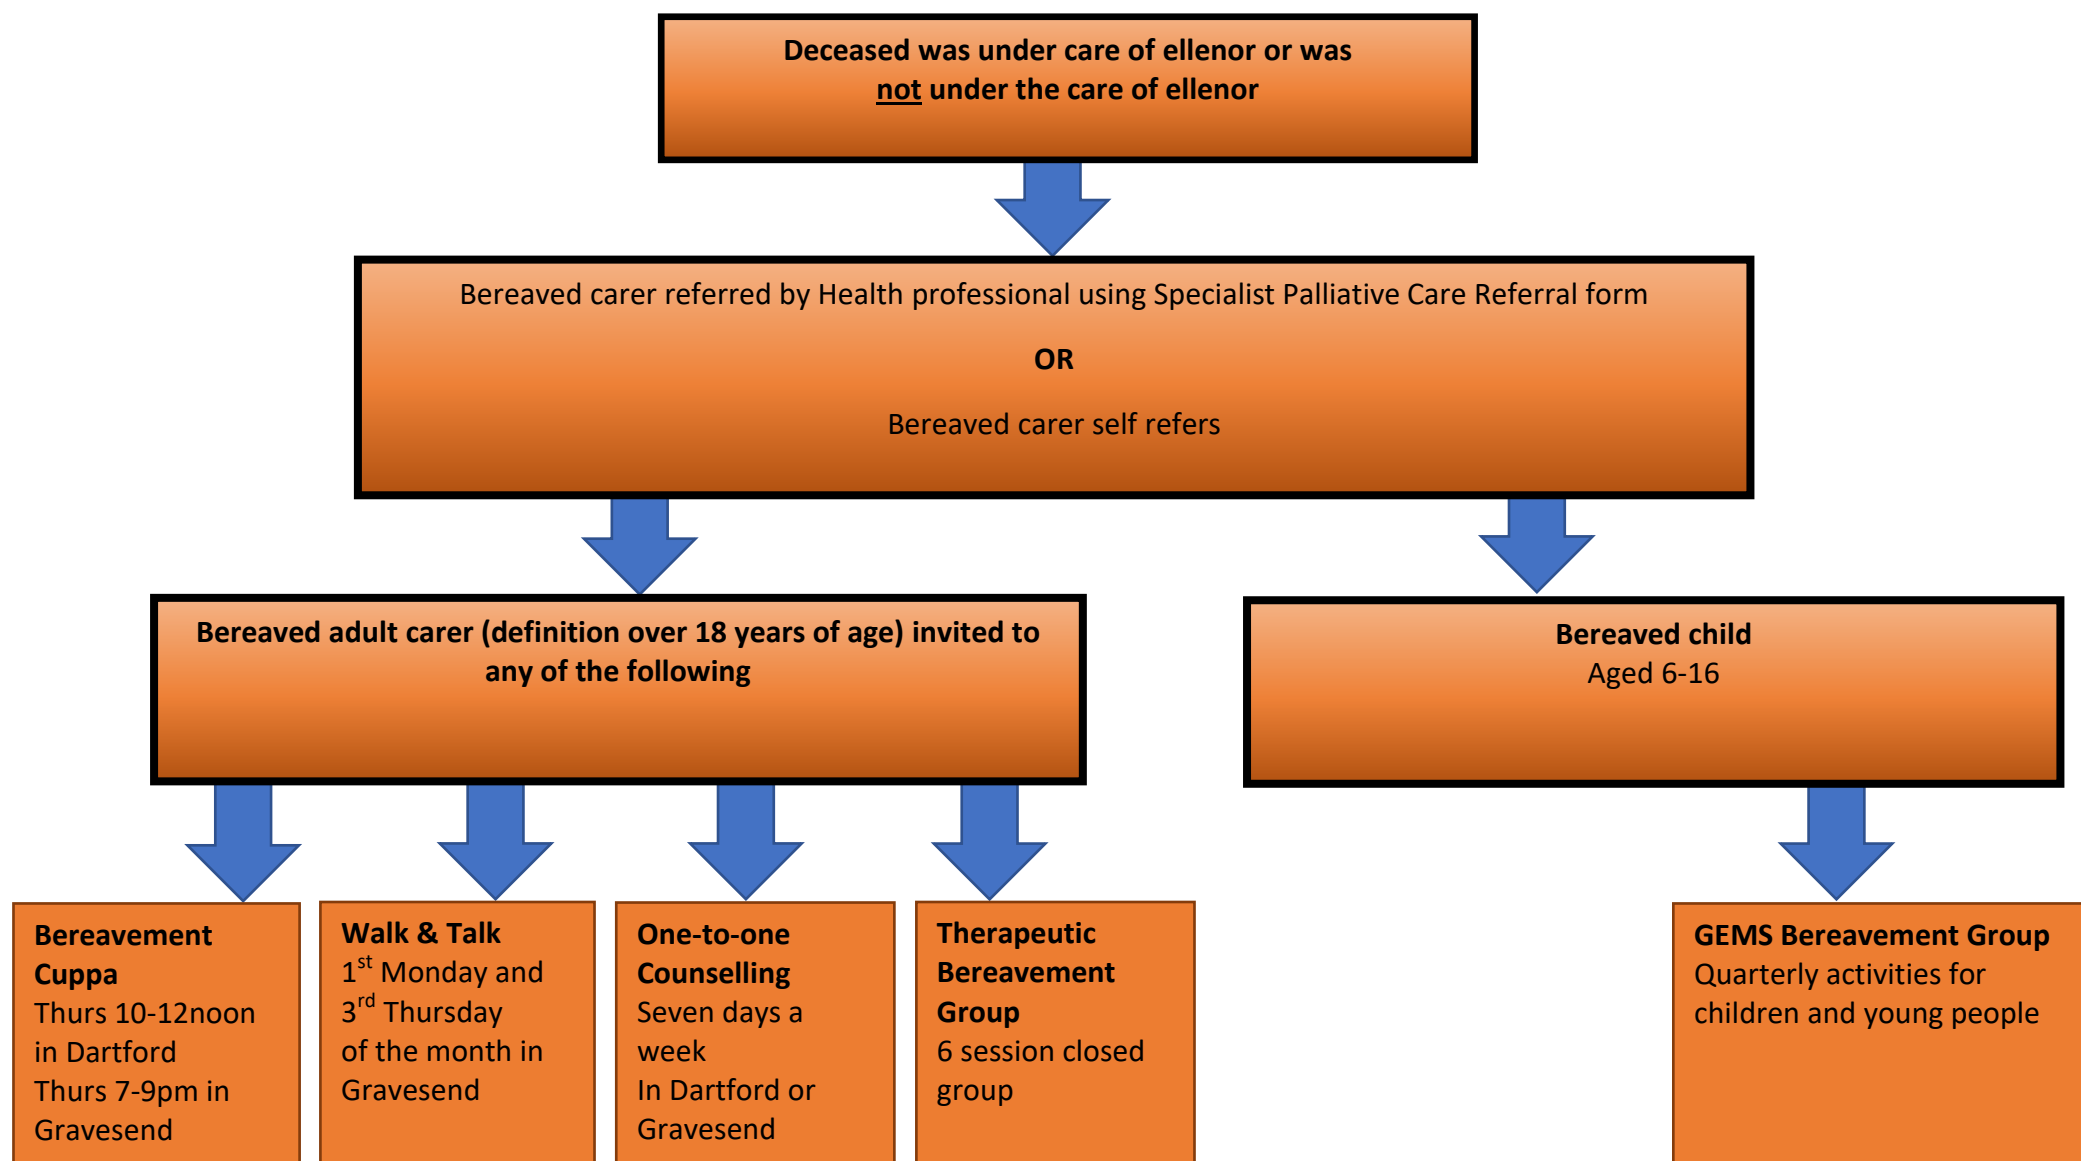 Deceased was under care of ellenor or was
not under the care of ellenor
Bereaved carer referred by Health professional using Specialist Palliative Care Referral form
OR
Bereaved carer self refers
Bereaved adult carer (definition over 18 years of age) invited to
any of the following
Bereaved child
Aged 6-16
Bereavement
Cuppa
Thurs 10-12noon
in Dartford
Thurs 7-9pm in
Gravesend
Walk & Talk
1st Monday and
3rd Thursday
of the month in
Gravesend
One-to-one
Counselling
Seven days a
week
In Dartford or
Gravesend
Therapeutic
Bereavement
Group
6 session closed
group
GEMS Bereavement Group
Quarterly activities for
children and young people